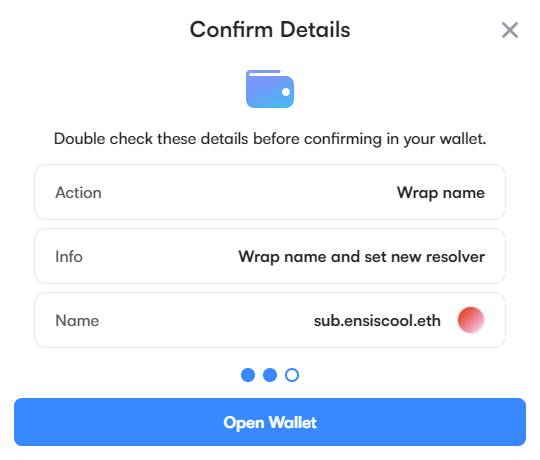 Confirm Details
Double check these details before confirming in your wallet.
Action Wrap name
Info Wrap name and set new resolver
Name sub.ensiscool.eth
Open Wallet